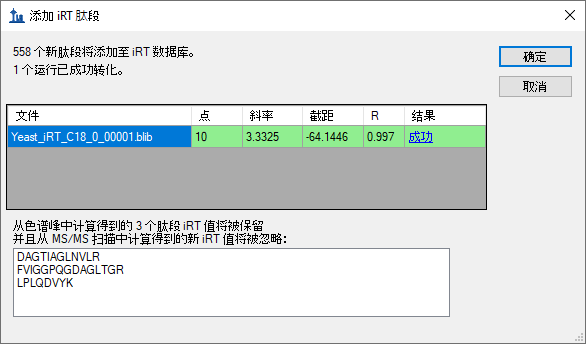 添加 iRT 肽段
558 个新肽段将添加至 iRT 数据库。
1 个运行已成功转化。
确定
取消
文件 点 斜率 截距 R 结果
Yeast_iRT_C18_0_00001.blib 10 3.3325 -64.1446 0.997 成功
从色谱峰中计算得到的 3 个肽段 iRT 值将被保留
并且从 MS/MS 扫描中计算得到的新 iRT 值将被忽略:
DAGTIAGLNVLR
FVIGGPQGDAGLTGR
LPLQDVYK